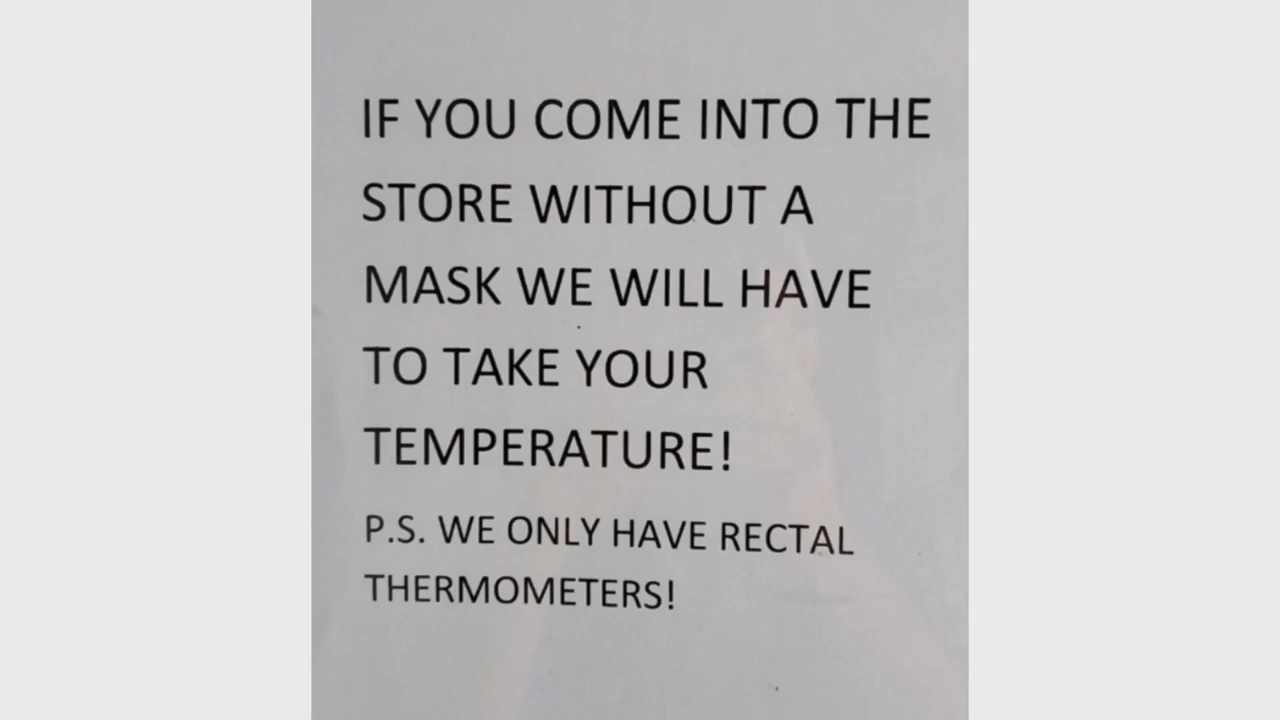 IF YOU COME INTO THE
STORE WITHOUT A
MASK WE WILL HAVE
TO TAKE YOUR
TEMPERATURE!
P.S. WE ONLY HAVE RECTAL
THERMOMETERS!